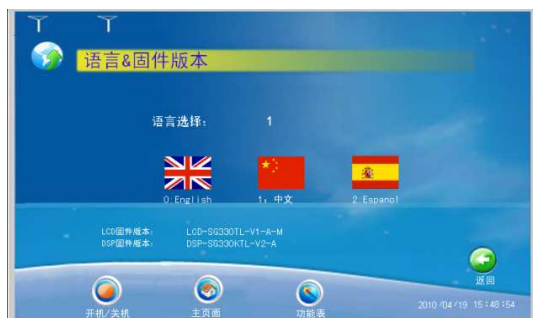 语言&固件版本
语言选择： 1
0:English 1：中文 2:Espanol
LCD固件版本： LCD-SG330TL-V1-A-M
DSP固件版本： DSP-SG330KTL-V2-A
返回
开机/关机 主页面 功能表
2010/04/19 15:48:54